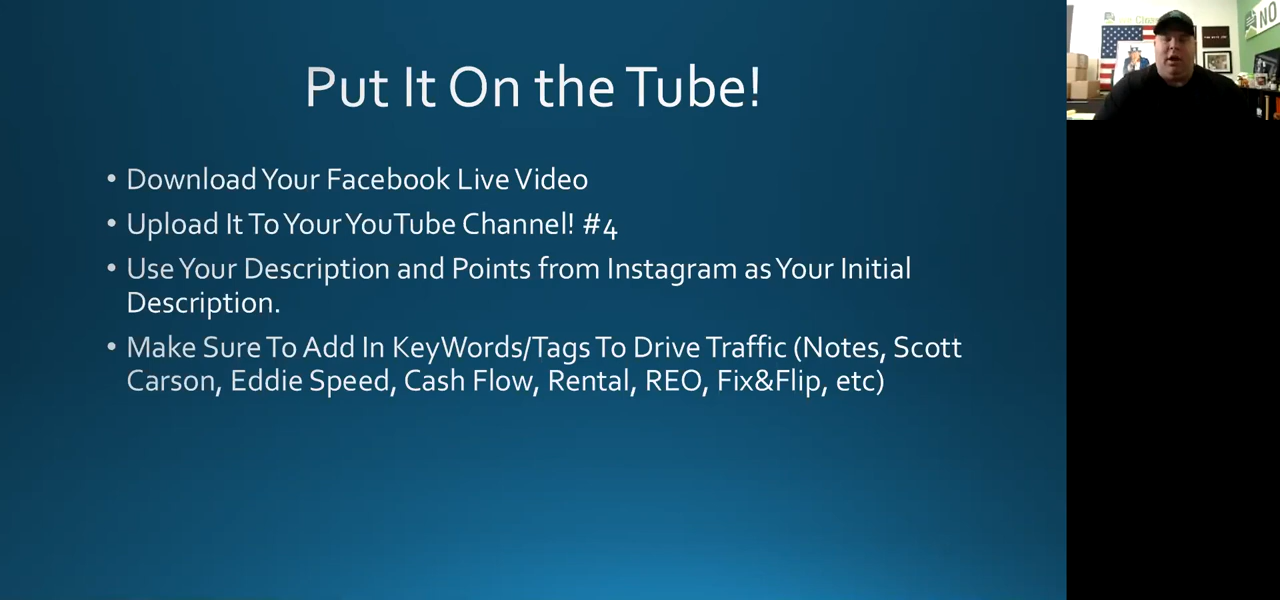 Put It On the Tube!
• Download Your Facebook Live Video
• Upload It To Your YouTube Channel! #4
• Use Your Description and Points from Instagram as Your Initial
Description.
• Make Sure To Add In KeyWords/Tags To Drive Traffic (Notes, Scott
Carson, Eddie Speed, Cash Flow, Rental, REO, Fix&Flip, etc)
NO